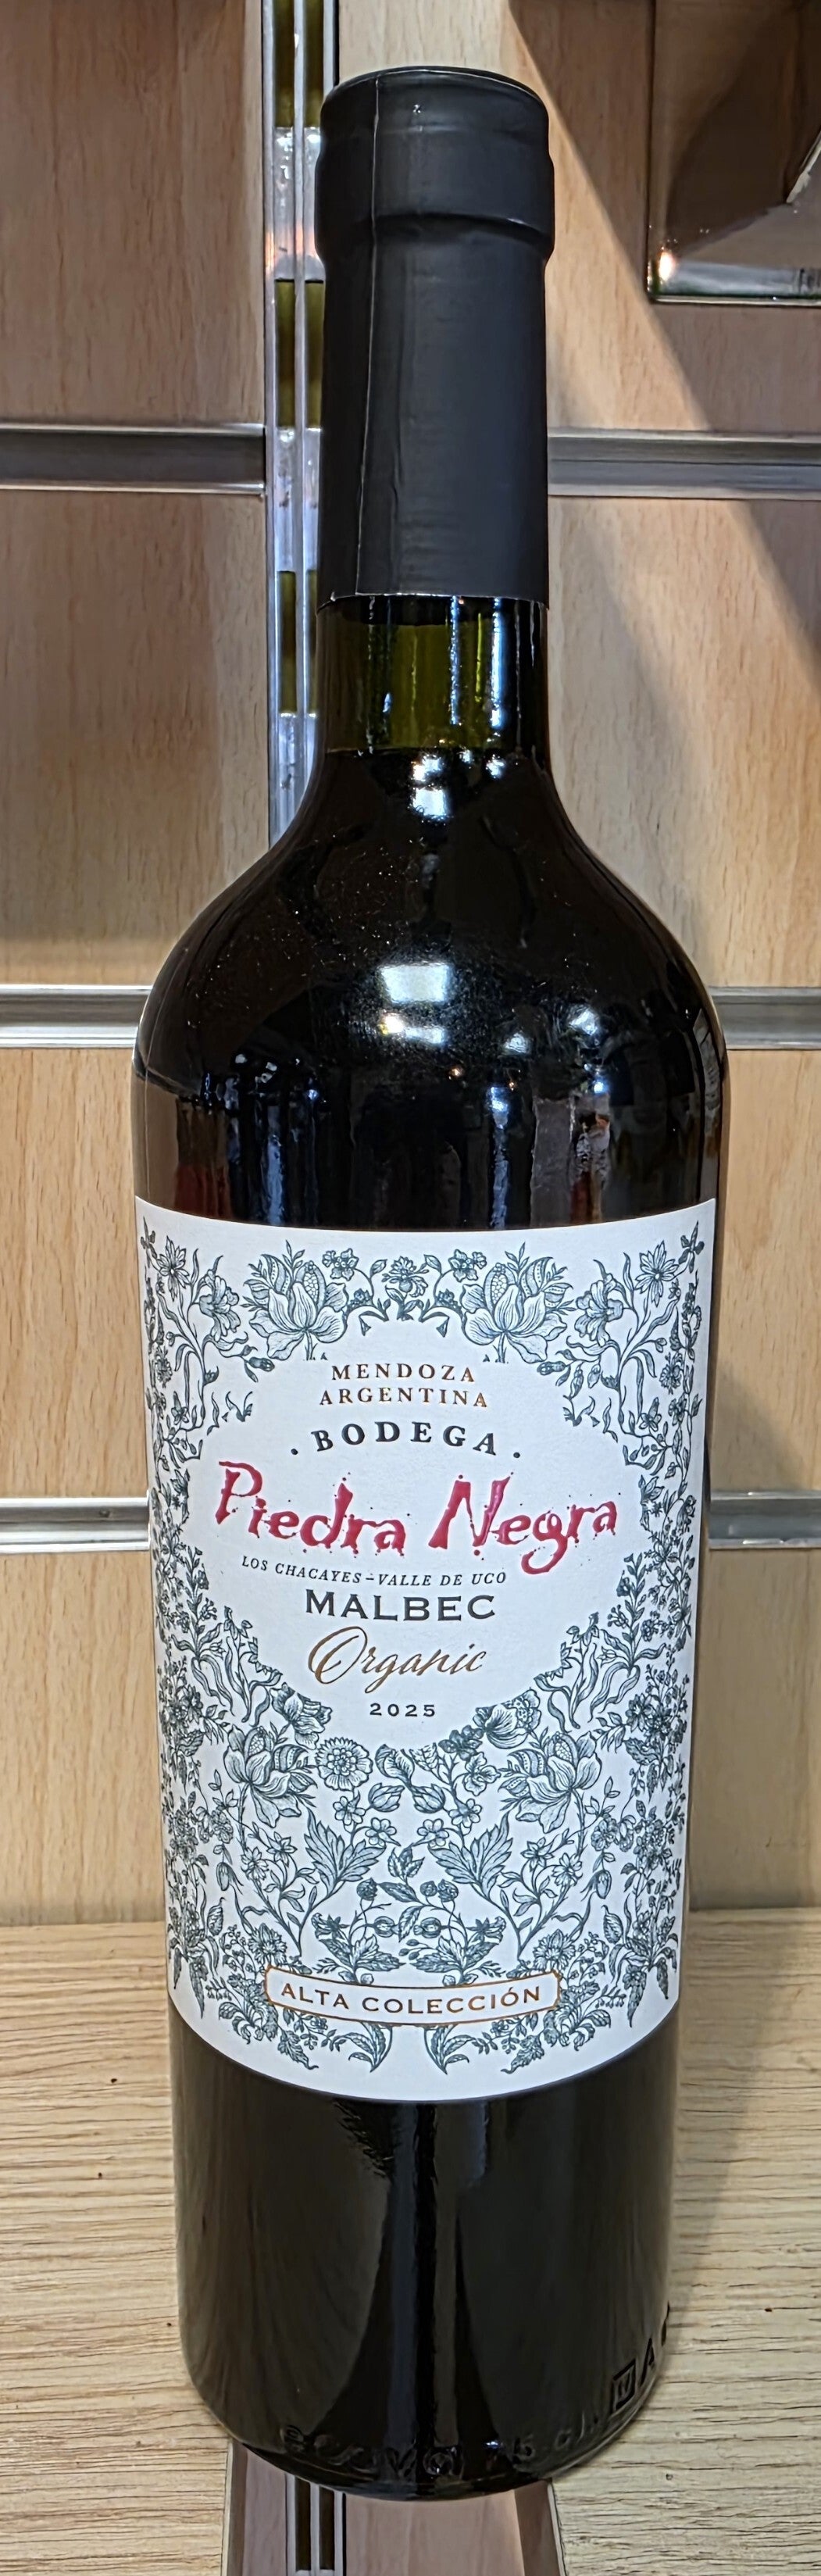 MENDOZA
ARGENTINA
· BODEGA ·
Piedra Negra
LOS CHACAYES – VALLE DE UCO
MALBEC
Organic
2025
ALTA COLECCIÓN